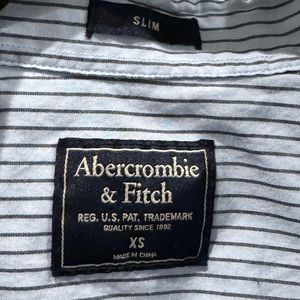 SLIM
Abercrombie
& Fitch
REG. U.S. PAT. TRADEMARK
QUALITY SINCE 1892
XS
MADE IN CHINA